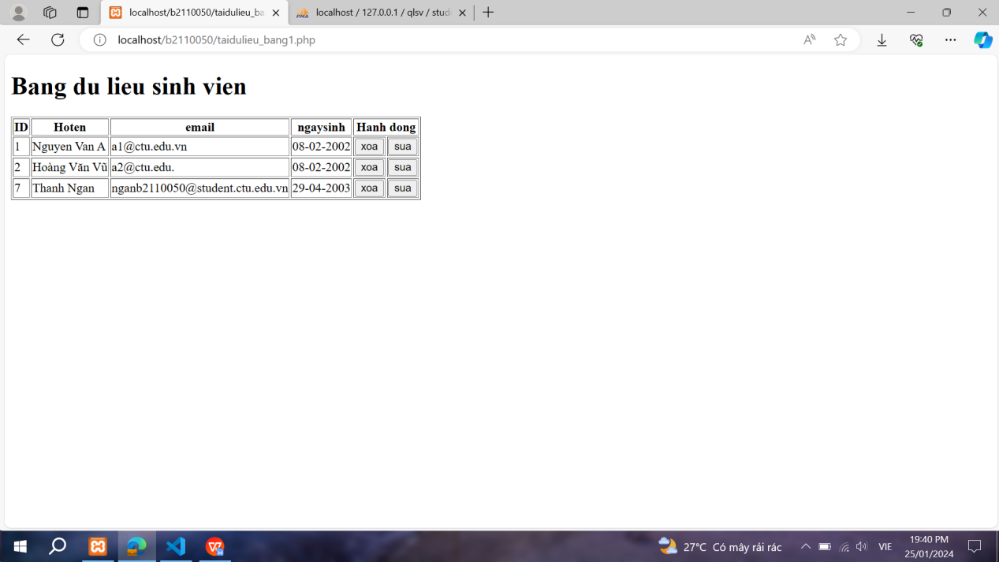 localhost/b2110050/taidulieu_ba
localhost / 127.0.0.1 / qlsv / stud
localhost/b2110050/taidulieu_bang1.php
Bang du lieu sinh vien
ID Hoten email ngaysinh Hanh dong
1 Nguyen Van A a1@ctu.edu.vn 08-02-2002 xoa sua
2 Hoàng Văn Vũ a2@ctu.edu. 08-02-2002 xoa sua
7 Thanh Ngan nganb2110050@student.ctu.edu.vn 29-04-2003 xoa sua
27°C Có mây rải rác VIE 19:40 PM
25/01/2024